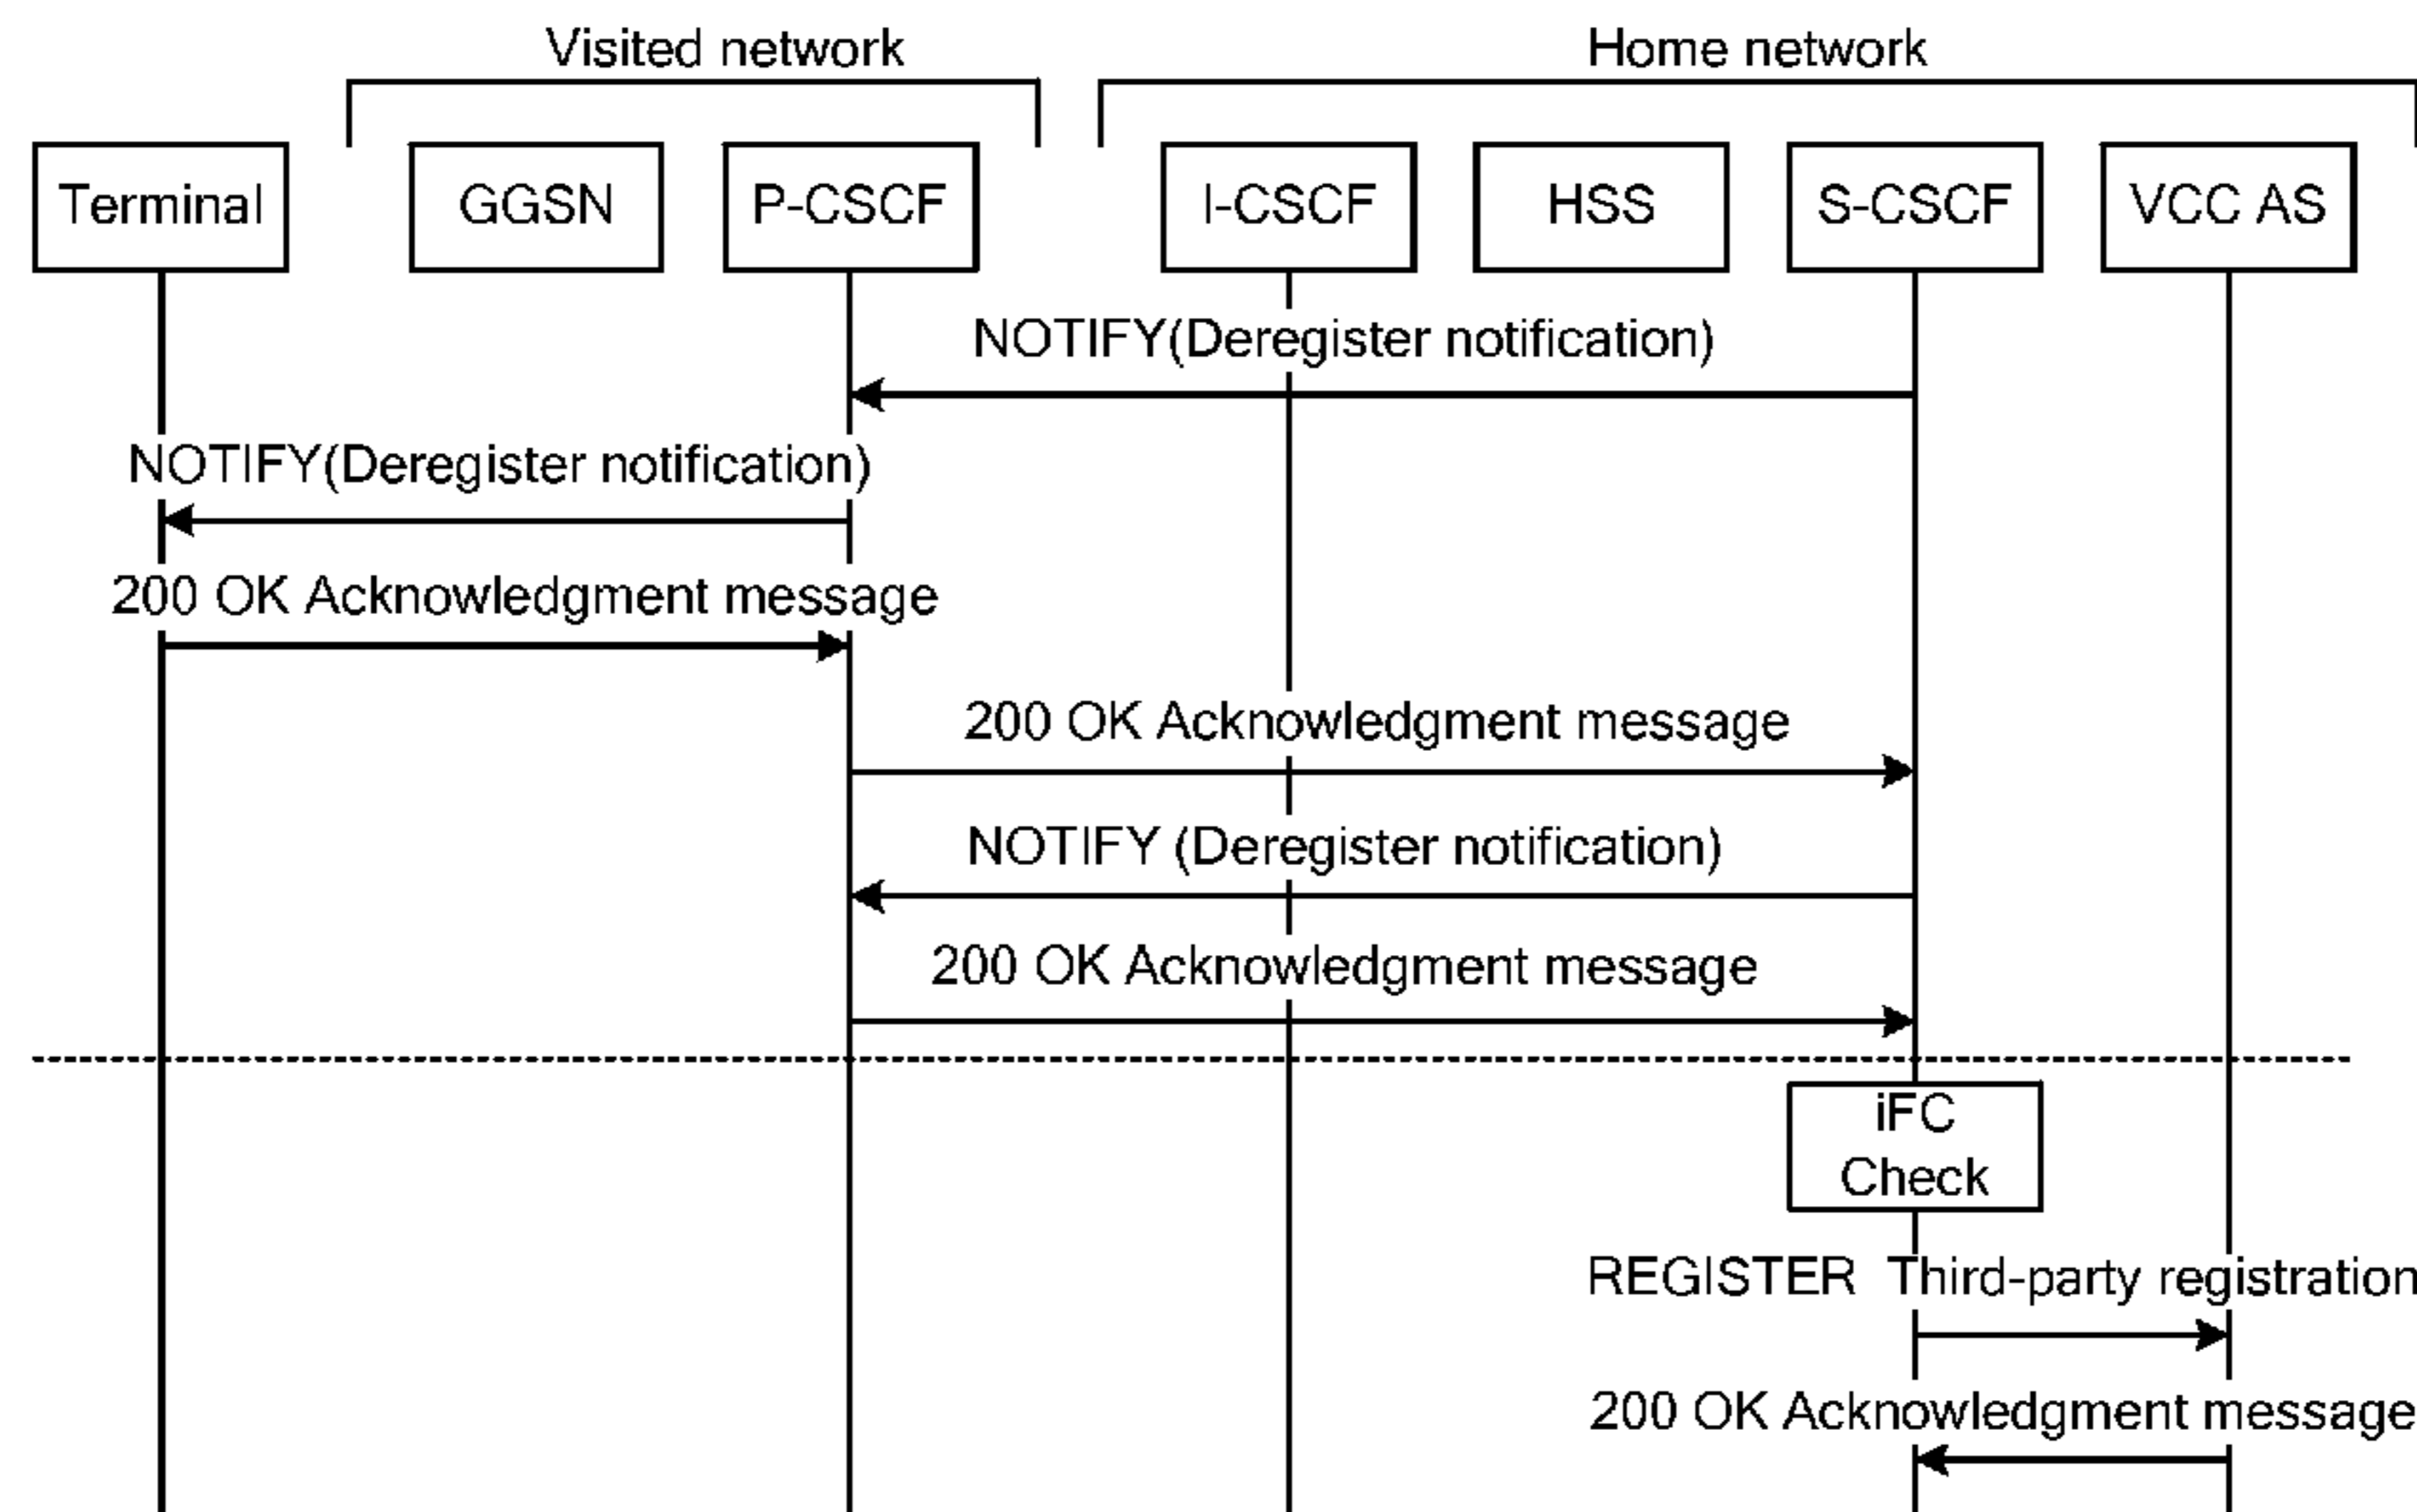 Visited network
Home network
Terminal
GGSN
P-CSCF
I-CSCF
HSS
S-CSCF
VCC AS
NOTIFY(Deregister notification)
NOTIFY(Deregister notification)
200 OK Acknowledgment message
200 OK Acknowledgment message
NOTIFY (Deregister notification)
200 OK Acknowledgment message
iFC
Check
REGISTER Third-party registration
200 OK Acknowledgment message